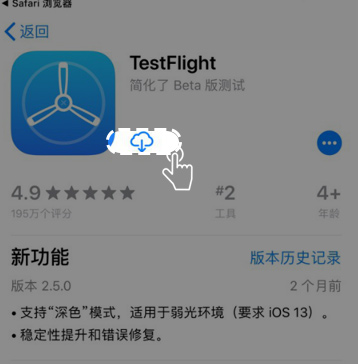 ◀ Safari 浏览器
返回
TestFlight
简化了 Beta 版测试
4.9 ★★★★★
#2
4+
195万个评分
工具
年龄
新功能
版本历史记录
版本 2.5.0
2 个月前
• 支持“深色”模式，适用于弱光环境（要求 iOS 13）。
• 稳定性提升和错误修复。